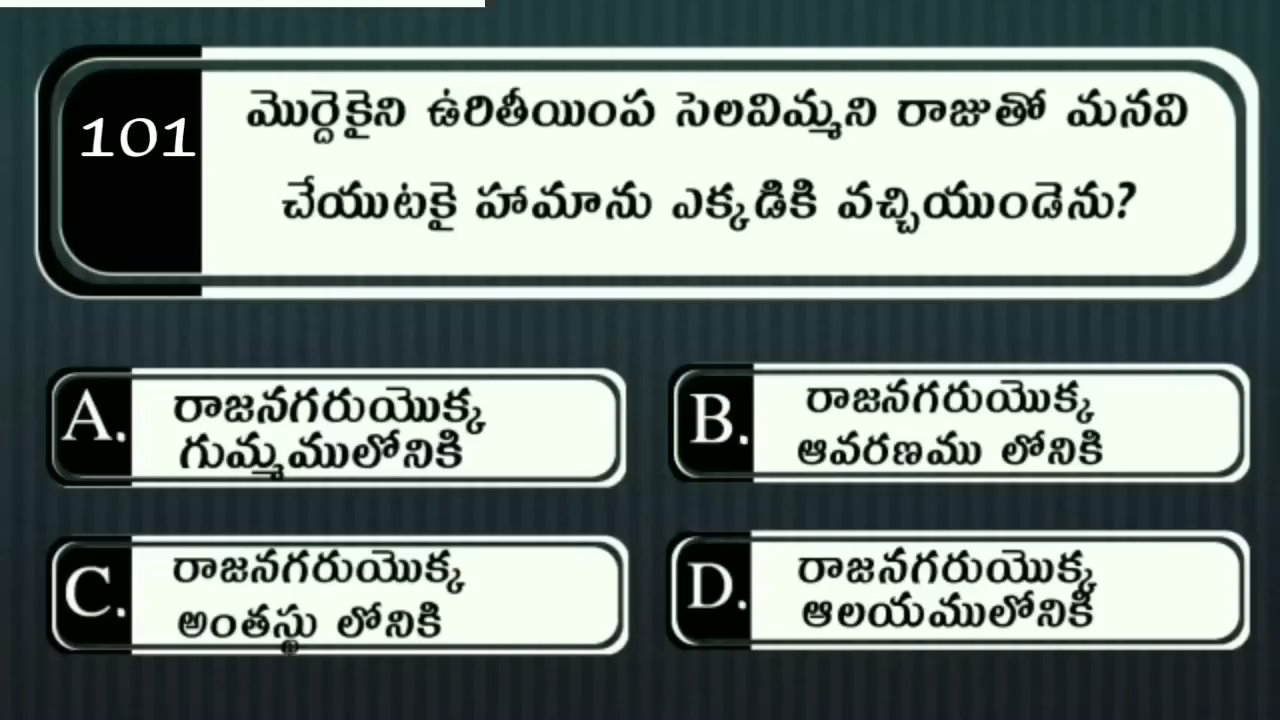 101
మొర్దెకైని ఉరితీయింప సెలవిమ్మని రాజుతో మనవి
చేయుటకై హామాను ఎక్కడికి వచ్చియుండెను?
A. రాజనగరుయొక్క
గుమ్మములోనికి
B. రాజనగరుయొక్క
ఆవరణము లోనికి
C. రాజనగరుయొక్క
అంతస్థు లోనికి
D. రాజనగరుయొక్క
ఆలయములోనికి